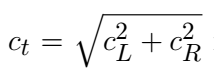 $c_t = \sqrt{c_L^2 + c_R^2}$